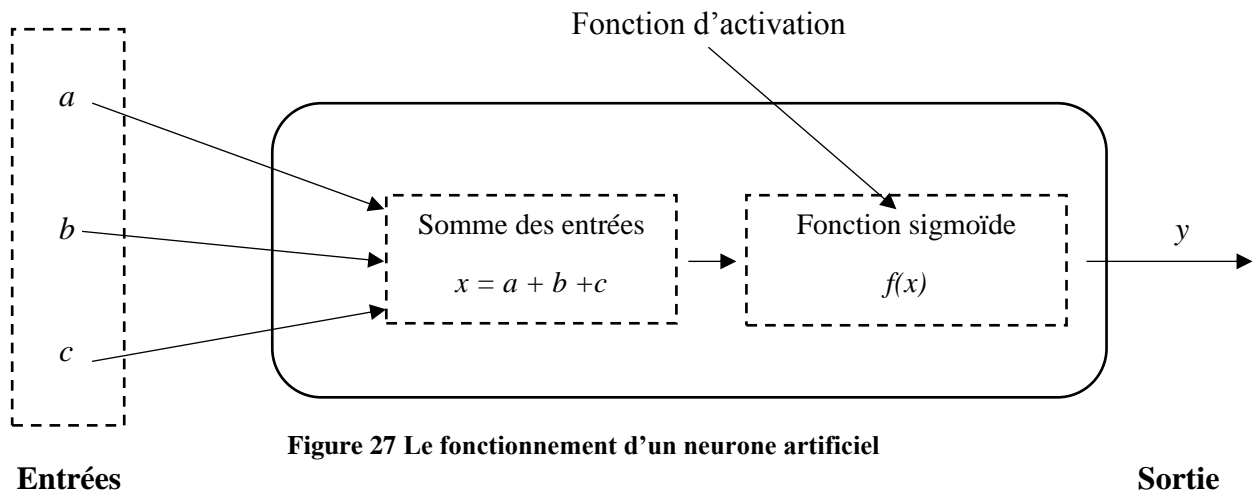 Fonction d’activation
a
b
c
Somme des entrées
x = a + b +c
Fonction sigmoïde
f(x)
y
Figure 27 Le fonctionnement d’un neurone artificiel
Entrées
Sortie